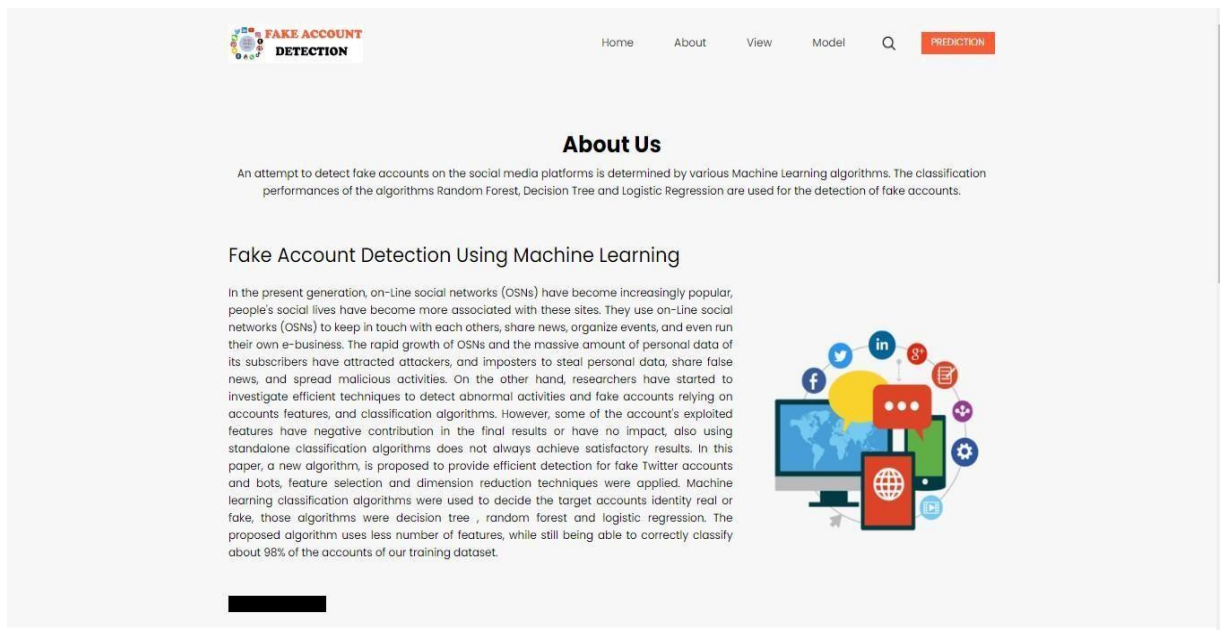 FAKE ACCOUNT
DETECTION
Home About View Model PREDICTION
About Us
An attempt to detect fake accounts on the social media platforms is determined by various Machine Learning algorithms. The classification
performances of the algorithms Random Forest, Decision Tree and Logistic Regression are used for the detection of fake accounts.
Fake Account Detection Using Machine Learning
In the present generation, on-Line social networks (OSNs) have become increasingly popular,
people's social lives have become more associated with these sites. They use on-Line social
networks (OSNs) to keep in touch with each others, share news, organize events, and even run
their own e-business. The rapid growth of OSNs and the massive amount of personal data of
its subscribers have attracted attackers, and imposters to steal personal data, share false
news, and spread malicious activities. On the other hand, researchers have started to
investigate efficient techniques to detect abnormal activities and fake accounts relying on
accounts features, and classification algorithms. However, some of the account's exploited
features have negative contribution in the final results or have no impact, also using
standalone classification algorithms does not always achieve satisfactory results. In this
paper, a new algorithm, is proposed to provide efficient detection for fake Twitter accounts
and bots, feature selection and dimension reduction techniques were applied. Machine
learning classification algorithms were used to decide the target accounts identity real or
fake, those algorithms were decision tree , random forest and logistic regression. The
proposed algorithm uses less number of features, while still being able to correctly classify
about 98% of the accounts of our training dataset.
in
g+
f